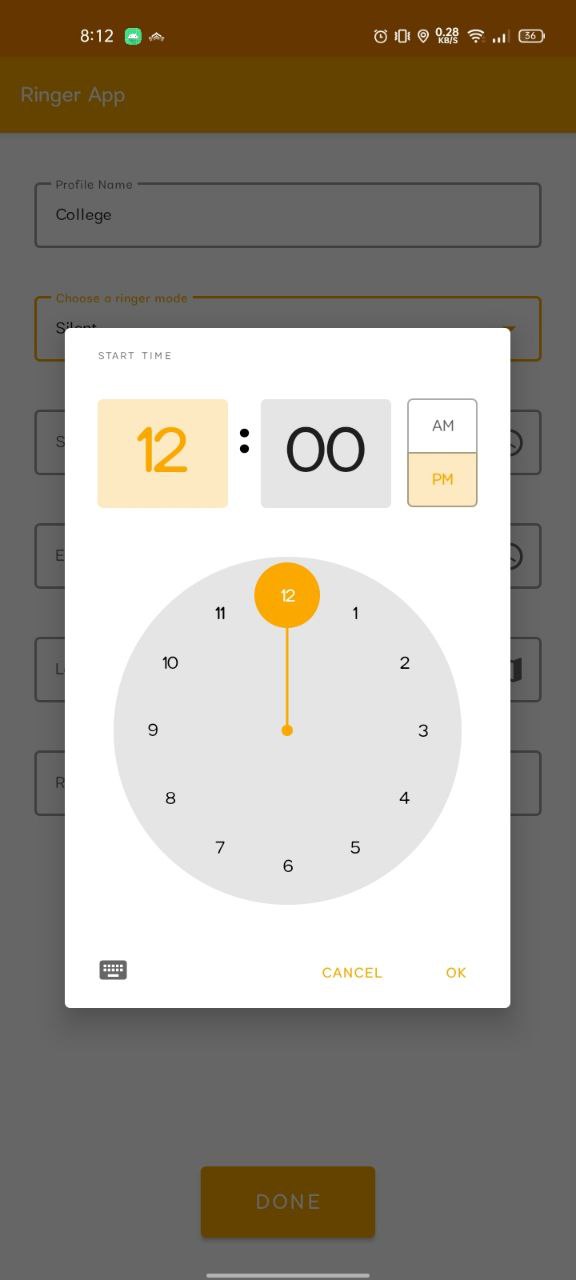 8:12 0.28 KB/S 36
Ringer App
Profile Name
College
Choose a ringer mode
Silent
START TIME
12 : 00 AM
PM
12
11 1
10 2
9 3
8 4
7 5
6
CANCEL OK
DONE